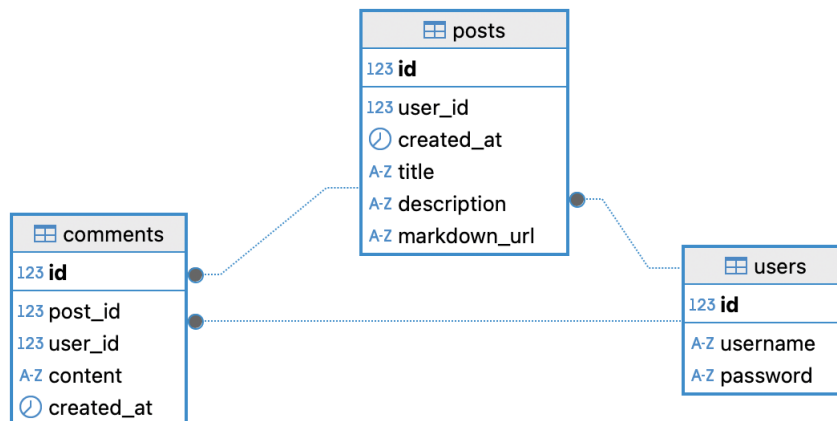 posts
123 id
123 user_id
created_at
A-Z title
A-Z description
A-Z markdown_url
comments
123 id
123 post_id
123 user_id
A-Z content
created_at
users
123 id
A-Z username
A-Z password